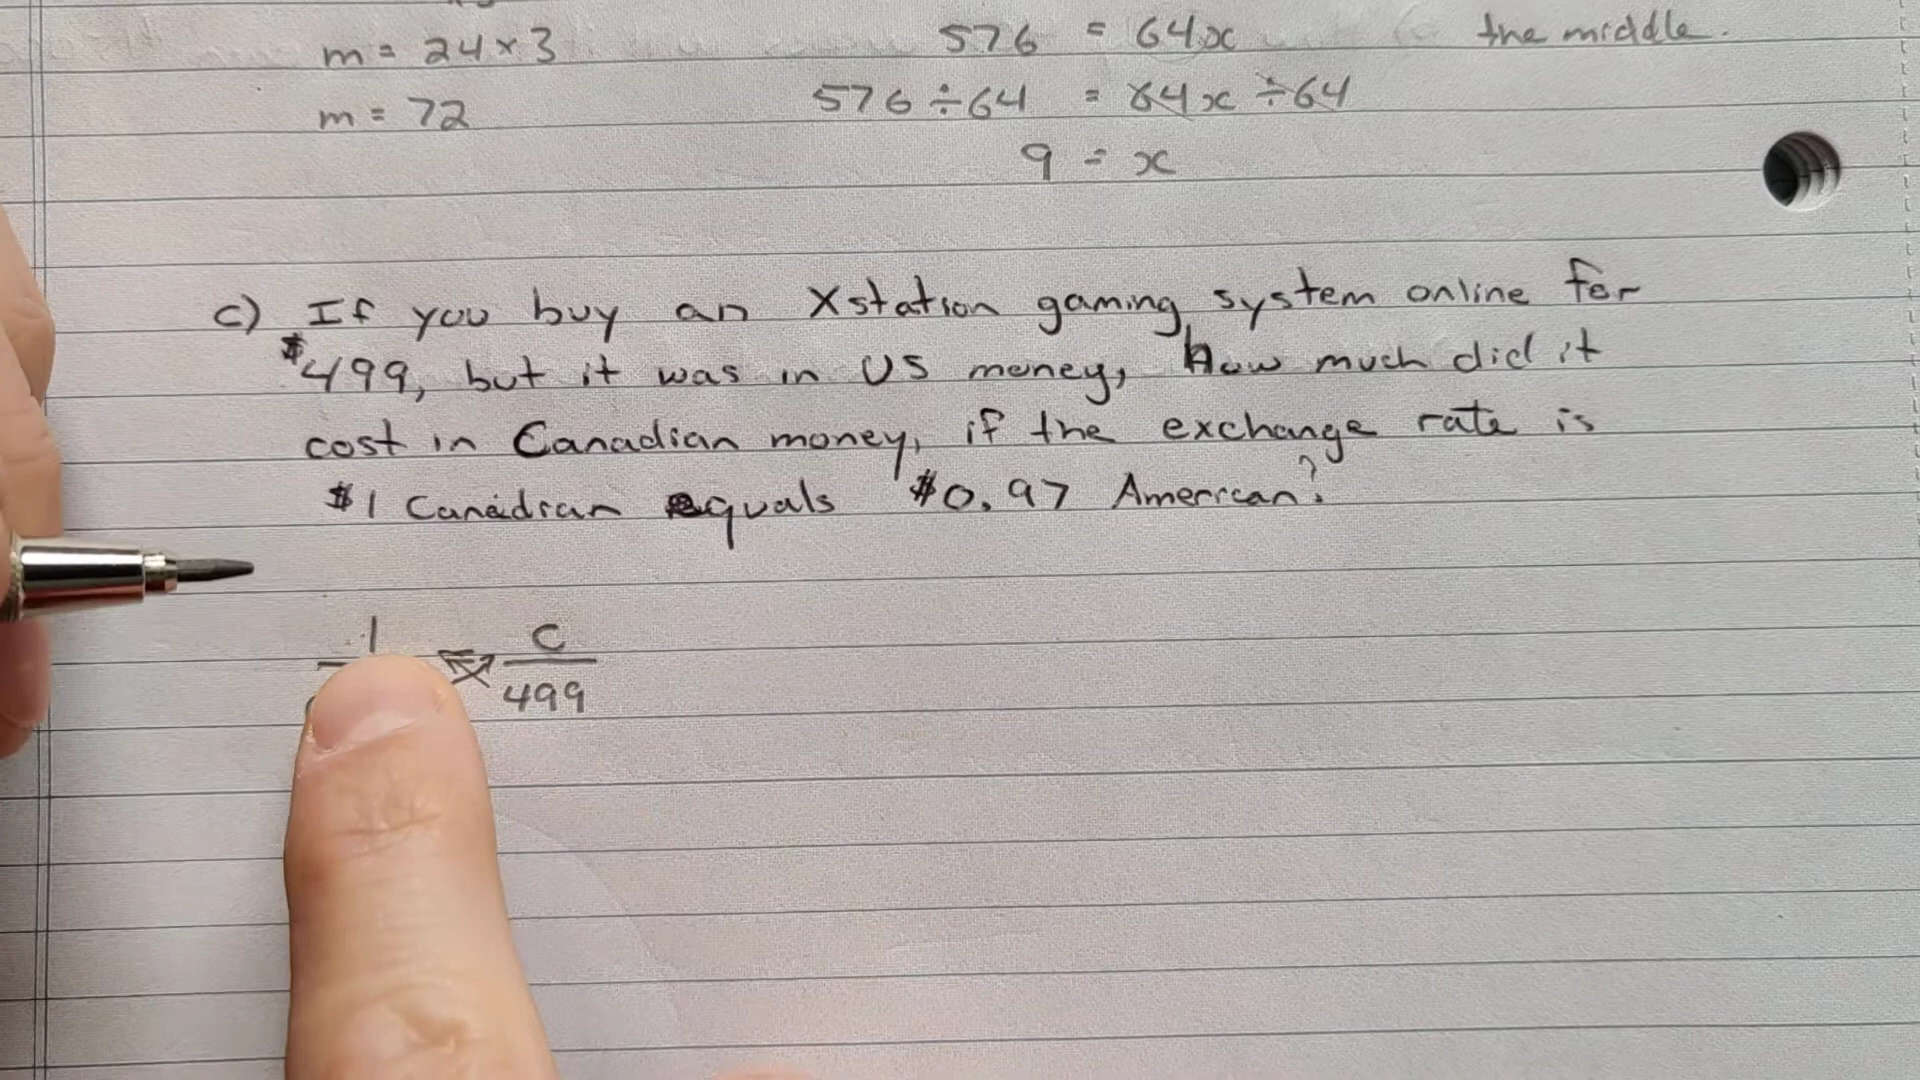 m = 24 × 3
m = 72
576 = 64x
576 ÷ 64 = 64x ÷ 64
9 = x
the middle.
c) If you buy an Xstation gaming system online for
$499, but it was in US money, How much did it
cost in Canadian money, if the exchange rate is
$1 Canadian equals $0.97 American?
1 C
499